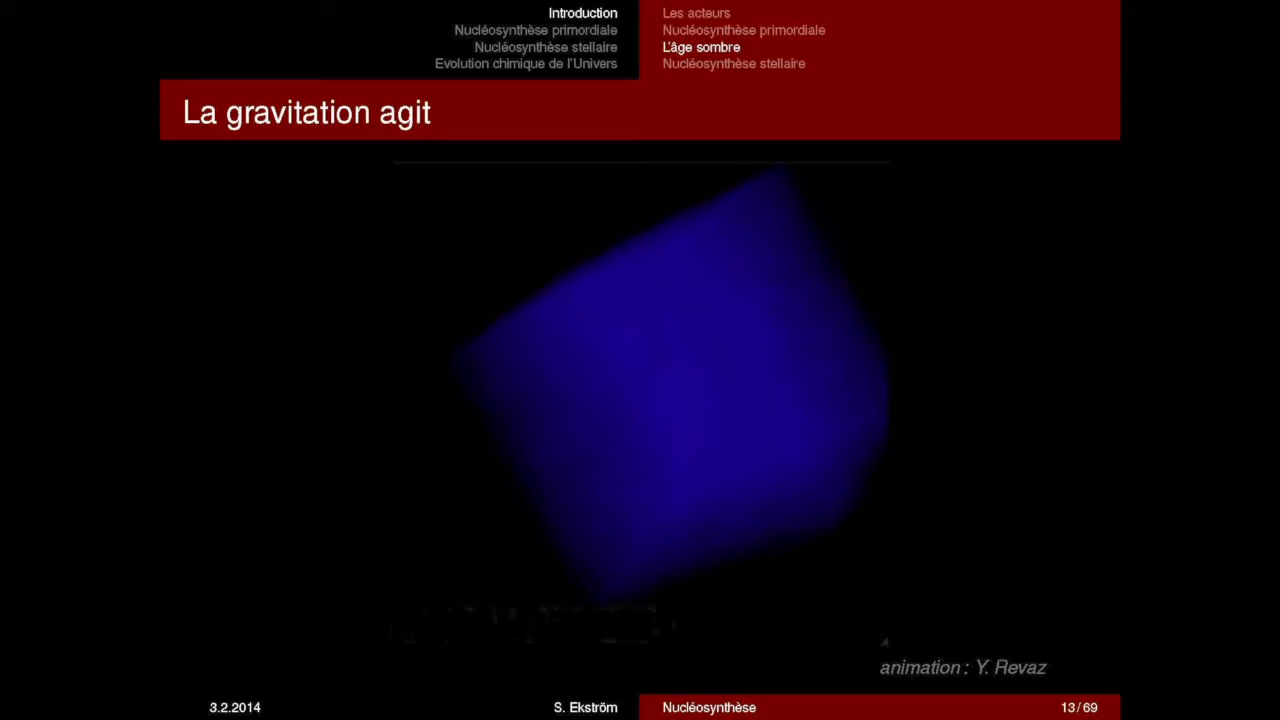 Introduction
Nucléosynthèse primordiale
Nucléosynthèse stellaire
Evolution chimique de l'Univers
Les acteurs
Nucléosynthèse primordiale
L'âge sombre
Nucléosynthèse stellaire
La gravitation agit
animation : Y. Revaz
3.2.2014
S. Ekström
Nucléosynthèse
13 / 69